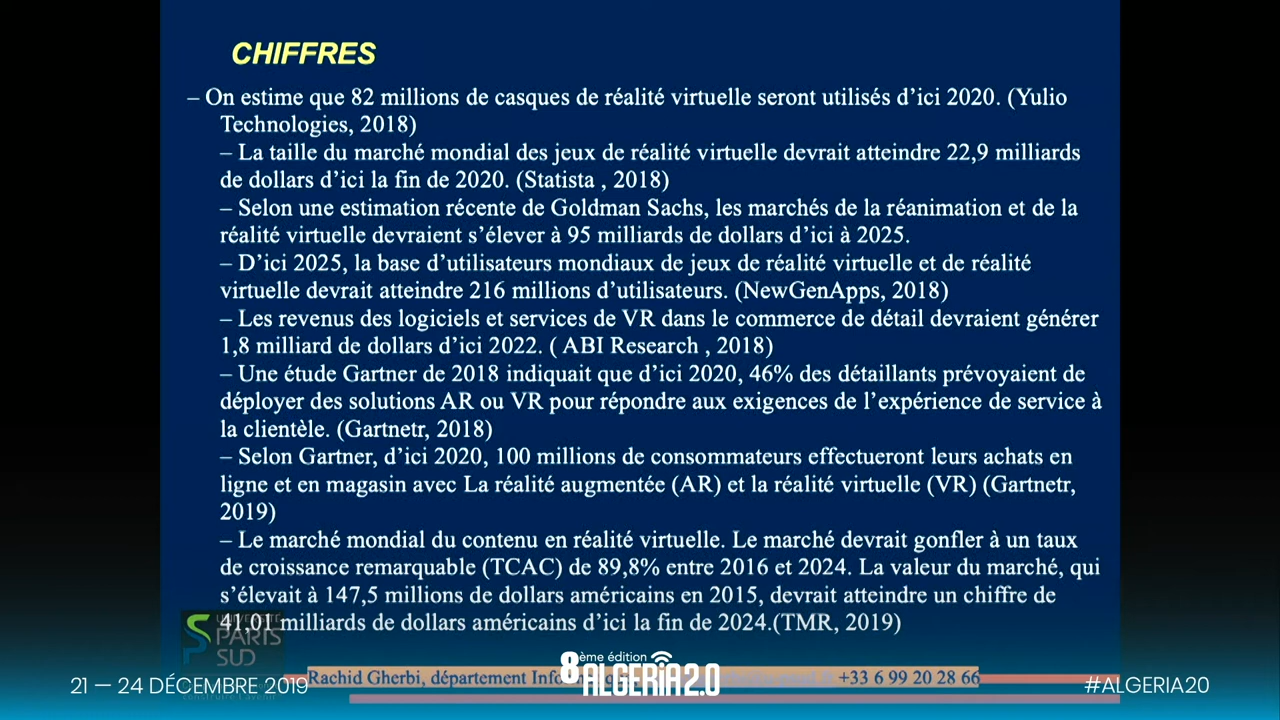 CHIFFRES
– On estime que 82 millions de casques de réalité virtuelle seront utilisés d’ici 2020. (Yulio
Technologies, 2018)
– La taille du marché mondial des jeux de réalité virtuelle devrait atteindre 22,9 milliards
de dollars d’ici la fin de 2020. (Statista , 2018)
– Selon une estimation récente de Goldman Sachs, les marchés de la réanimation et de la
réalité virtuelle devraient s’élever à 95 milliards de dollars d’ici à 2025.
– D’ici 2025, la base d’utilisateurs mondiaux de jeux de réalité virtuelle et de réalité
virtuelle devrait atteindre 216 millions d’utilisateurs. (NewGenApps, 2018)
– Les revenus des logiciels et services de VR dans le commerce de détail devraient générer
1,8 milliard de dollars d’ici 2022. ( ABI Research , 2018)
– Une étude Gartner de 2018 indiquait que d’ici 2020, 46% des détaillants prévoyaient de
déployer des solutions AR ou VR pour répondre aux exigences de l’expérience de service à
la clientèle. (Gartnetr, 2018)
– Selon Gartner, d’ici 2020, 100 millions de consommateurs effectueront leurs achats en
ligne et en magasin avec La réalité augmentée (AR) et la réalité virtuelle (VR) (Gartnetr,
2019)
– Le marché mondial du contenu en réalité virtuelle. Le marché devrait gonfler à un taux
de croissance remarquable (TCAC) de 89,8% entre 2016 et 2024. La valeur du marché, qui
s’élevait à 147,5 millions de dollars américains en 2015, devrait atteindre un chiffre de
41,01 milliards de dollars américains d’ici la fin de 2024.(TMR, 2019)
PARIS
SUD
Rachid Gherbi, département +33 6 99 20 28 66
21 — 24 DÉCEMBRE 2019
8ème édition
ALGERIA2.0
#ALGERIA20